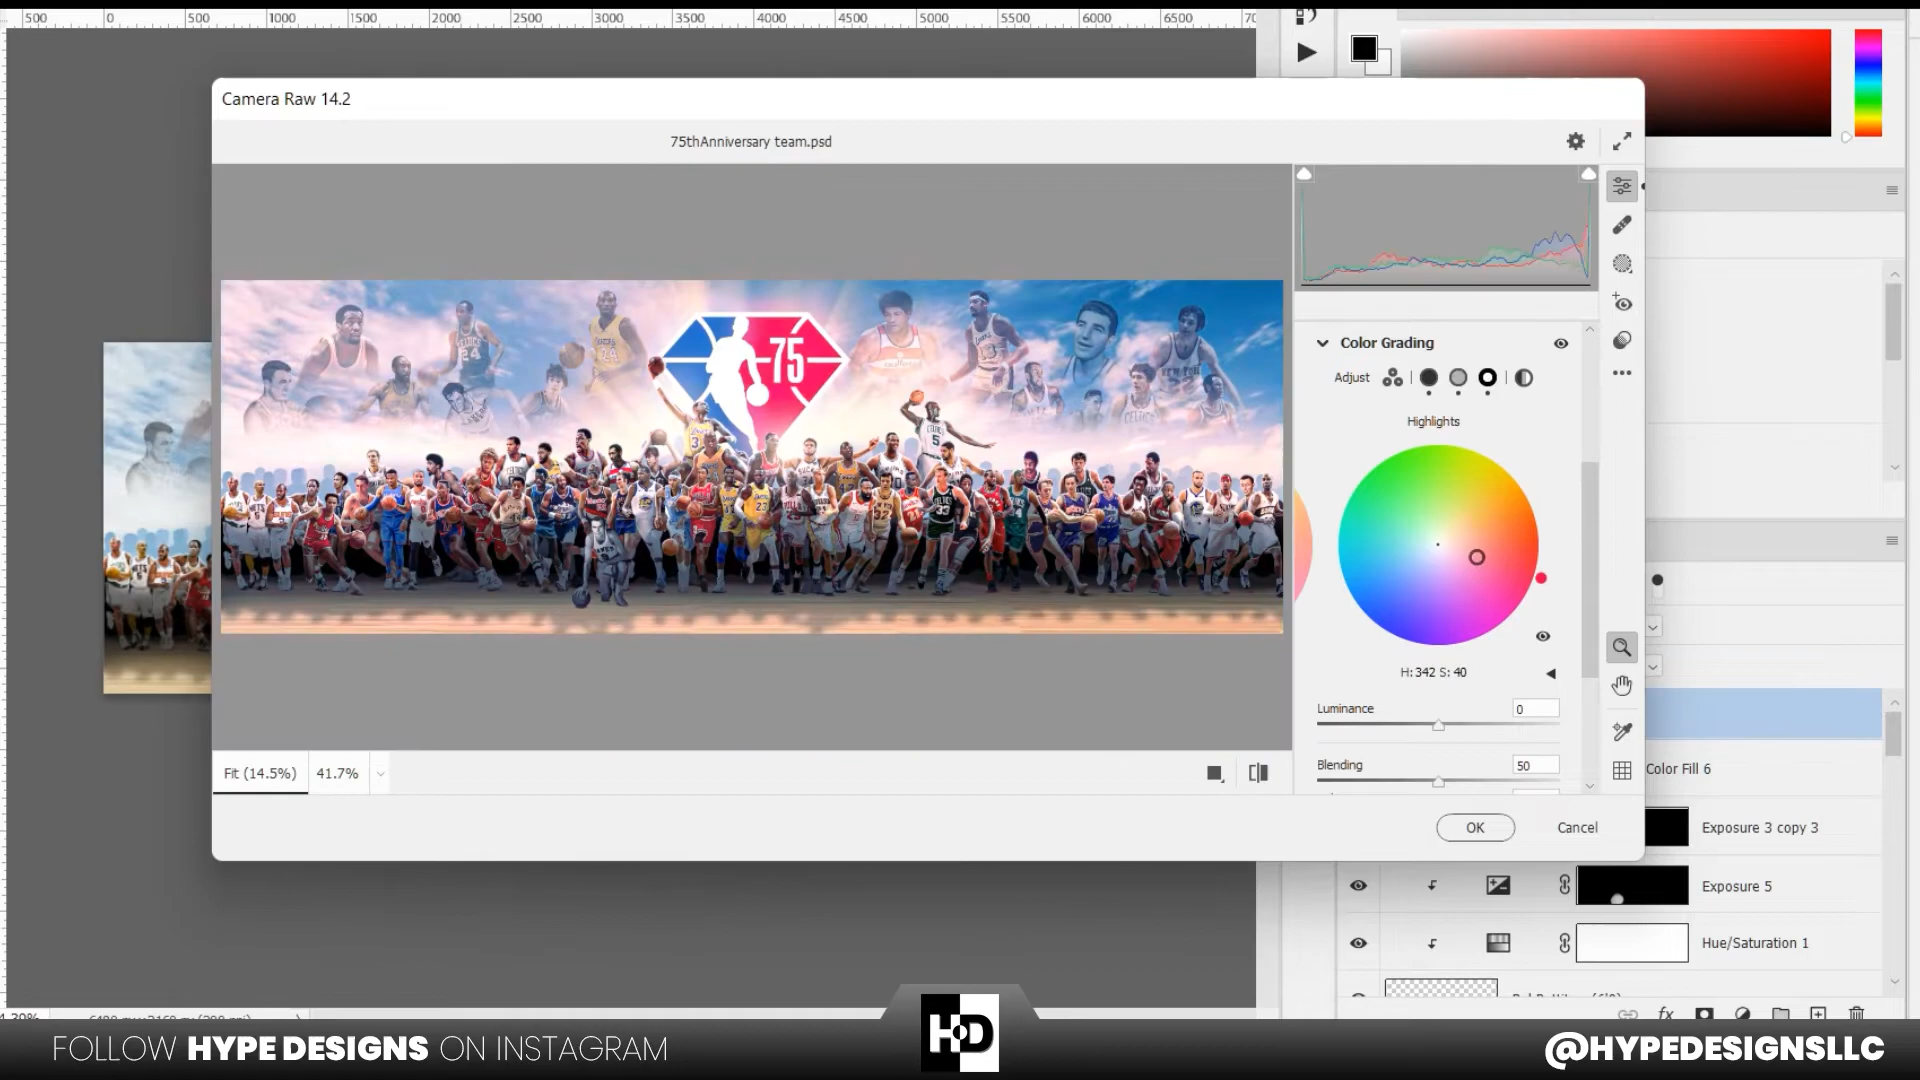 500 0 500 1000 1500 2000 2500 3000 3500 4000 4500 5000 5500 6000 6500
Camera Raw 14.2
75thAnniversary team.psd
75
Color Grading
Adjust
Highlights
H: 342 S: 40
Luminance 0
Blending 50
Fit (14.5%) 41.7%
OK Cancel
Color Fill 6
Exposure 3 copy 3
Exposure 5
Hue/Saturation 1
fx
FOLLOW HYPE DESIGNS ON INSTAGRAM
HD
@HYPEDESIGNSLLC